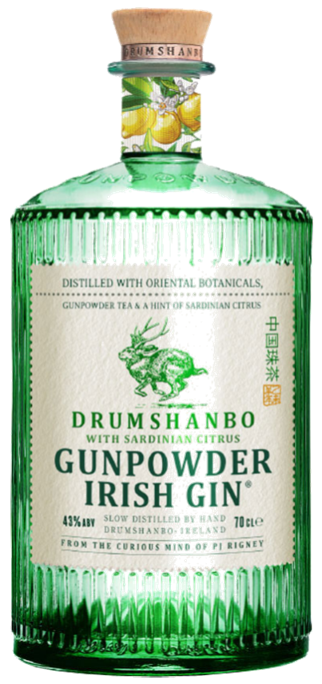 DRUMSHANBO
DISTILLED WITH ORIENTAL BOTANICALS,
GUNPOWDER TEA & A HINT OF SARDINIAN CITRUS.
中国珠茶
DRUMSHANBO
WITH SARDINIAN CITRUS
GUNPOWDER
IRISH GIN®
43% ABV
SLOW DISTILLED BY HAND
DRUMSHANBO·IRELAND
70 CL℮
FROM THE CURIOUS MIND OF PJ RIGNEY